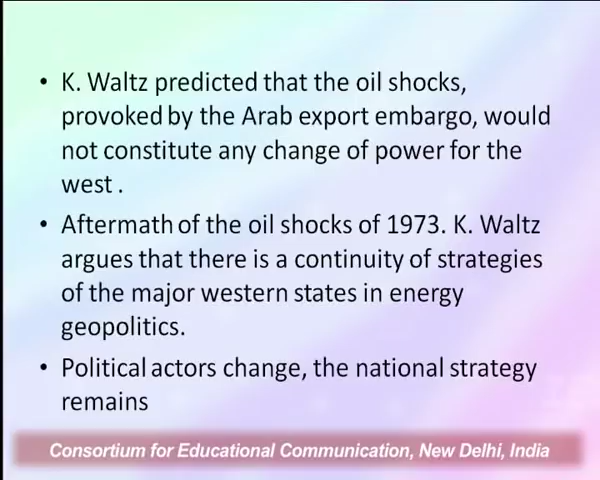 • K. Waltz predicted that the oil shocks,
provoked by the Arab export embargo, would
not constitute any change of power for the
west .
• Aftermath of the oil shocks of 1973. K. Waltz
argues that there is a continuity of strategies
of the major western states in energy
geopolitics.
• Political actors change, the national strategy
remains
Consortium for Educational Communication, New Delhi, India